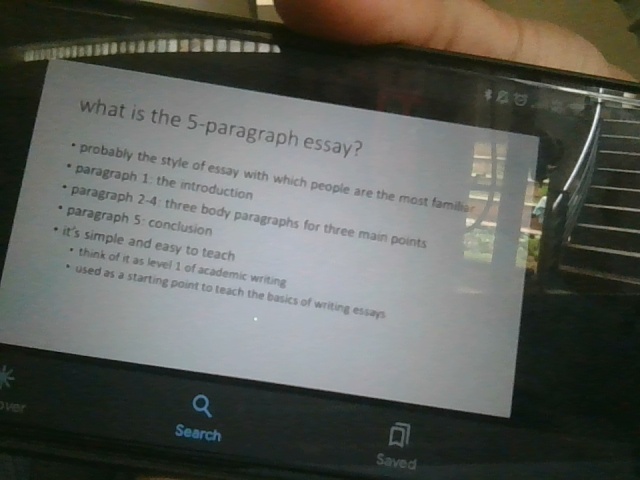 what is the 5-paragraph essay?
• probably the style of essay with which people are the most familiar
• paragraph 1: the introduction
• paragraph 2-4: three body paragraphs for three main points
• paragraph 5: conclusion
• it's simple and easy to teach
• think of it as level 1 of academic writing
• used as a starting point to teach the basics of writing essays
over
Search
Saved